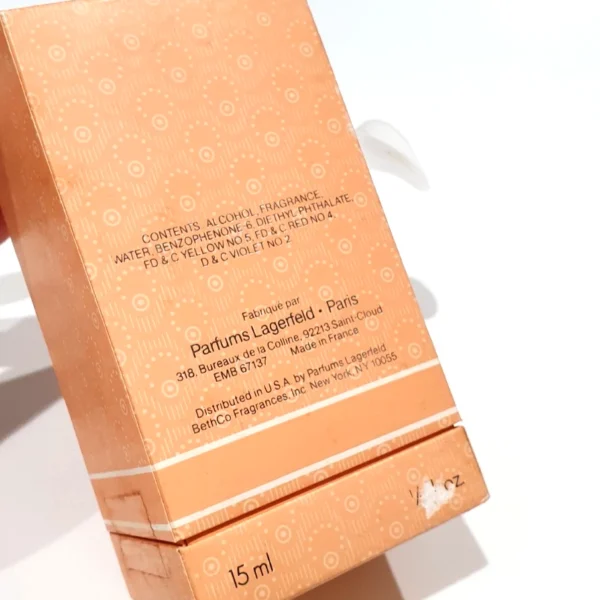 CONTENTS ALCOHOL, FRAGRANCE,
WATER, BENZOPHENONE-6, DIETHYL PHTHALATE,
FD & C YELLOW NO 5, FD & C RED NO 4,
D & C VIOLET NO 2
Fabriqué par
Parfums Lagerfeld • Paris
318, Bureaux de la Colline, 92213 Saint-Cloud
EMB 67137 Made in France
Distributed in U.S.A. by Parfums Lagerfeld
BethCo Fragrances, Inc. New York, NY 10055
oz
15 ml